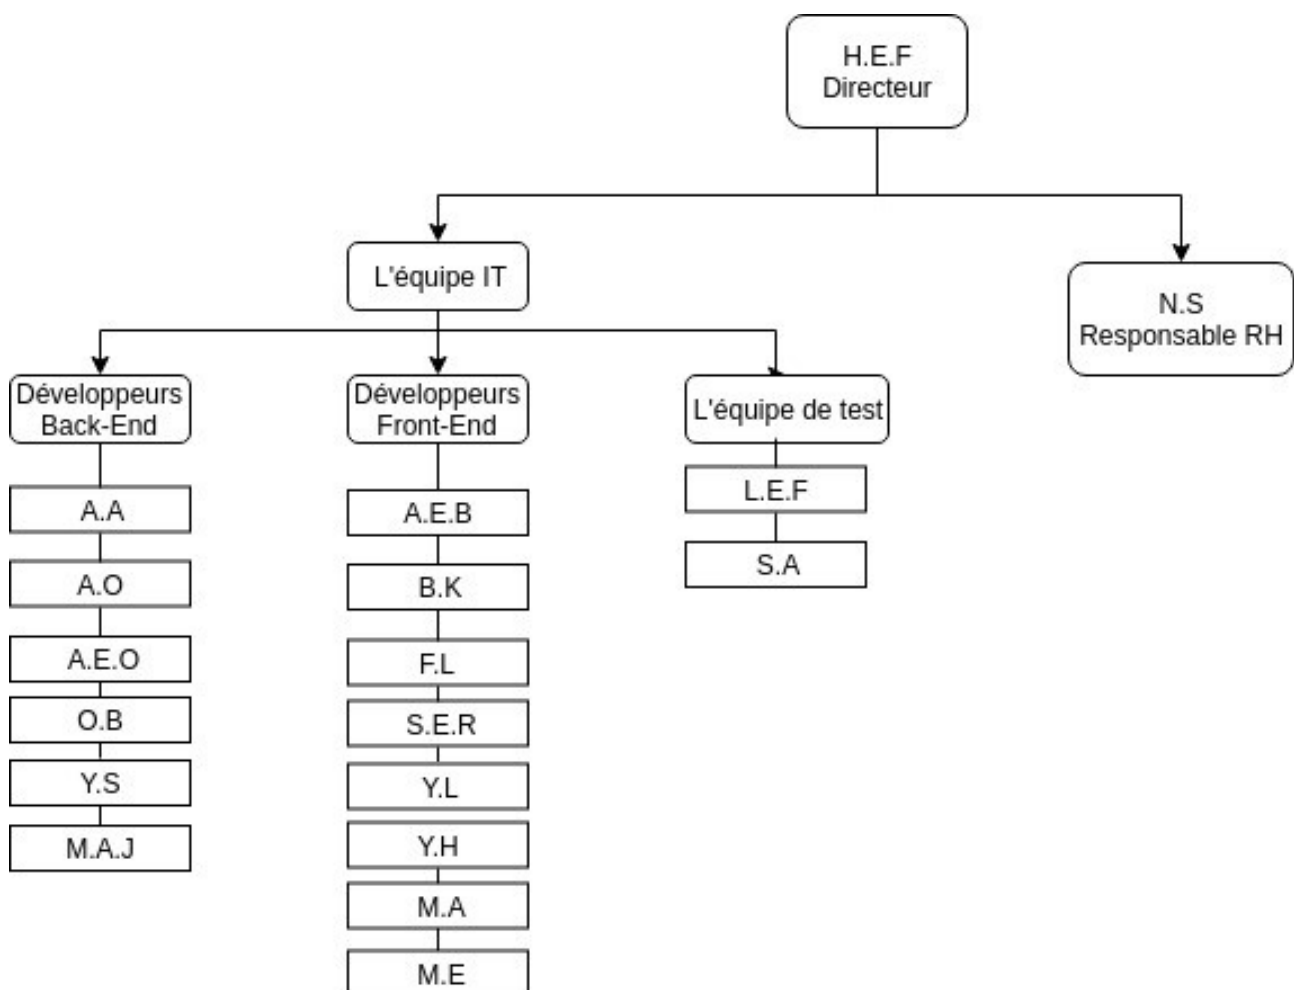 H.E.F
Directeur
L'équipe IT
N.S
Responsable RH
Développeurs
Back-End
Développeurs
Front-End
L'équipe de test
A.A
A.O
A.E.O
O.B
Y.S
M.A.J
A.E.B
B.K
F.L
S.E.R
Y.L
Y.H
M.A
M.E
L.E.F
S.A